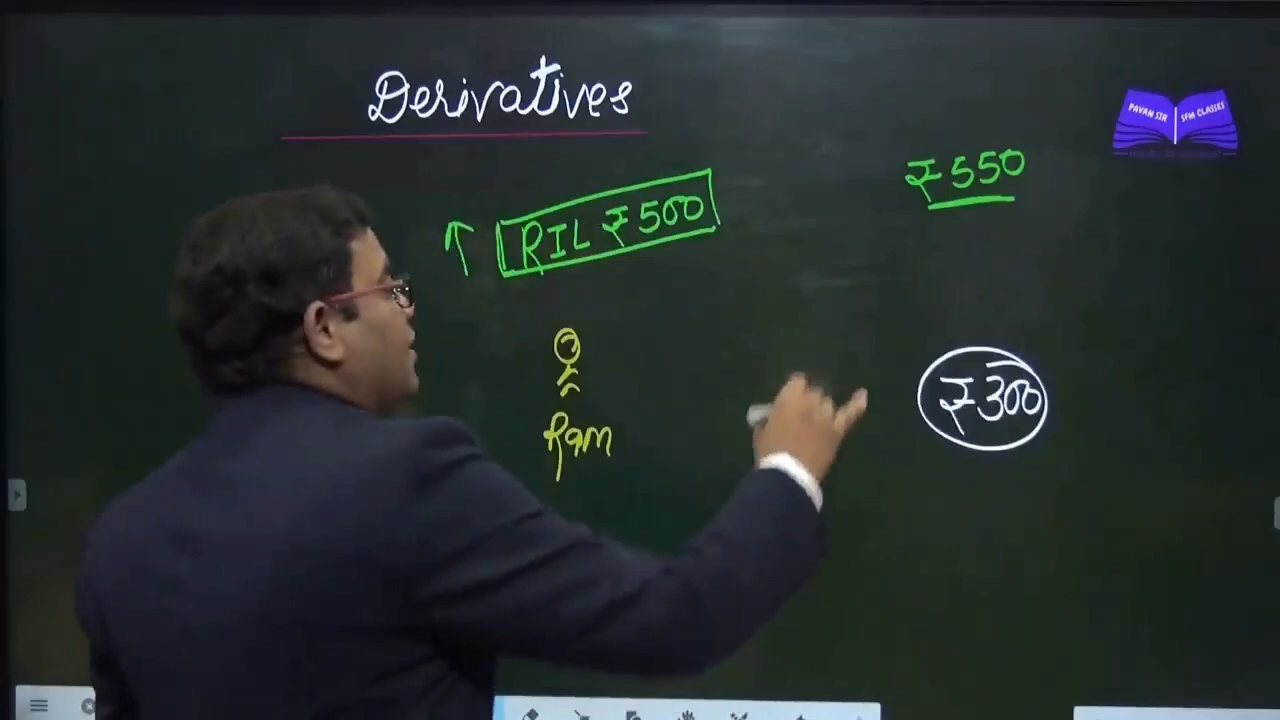 Derivatives
PAVAN SIR SFM CLASSES
₹550
↑ RIL ₹500
₹300
Ram